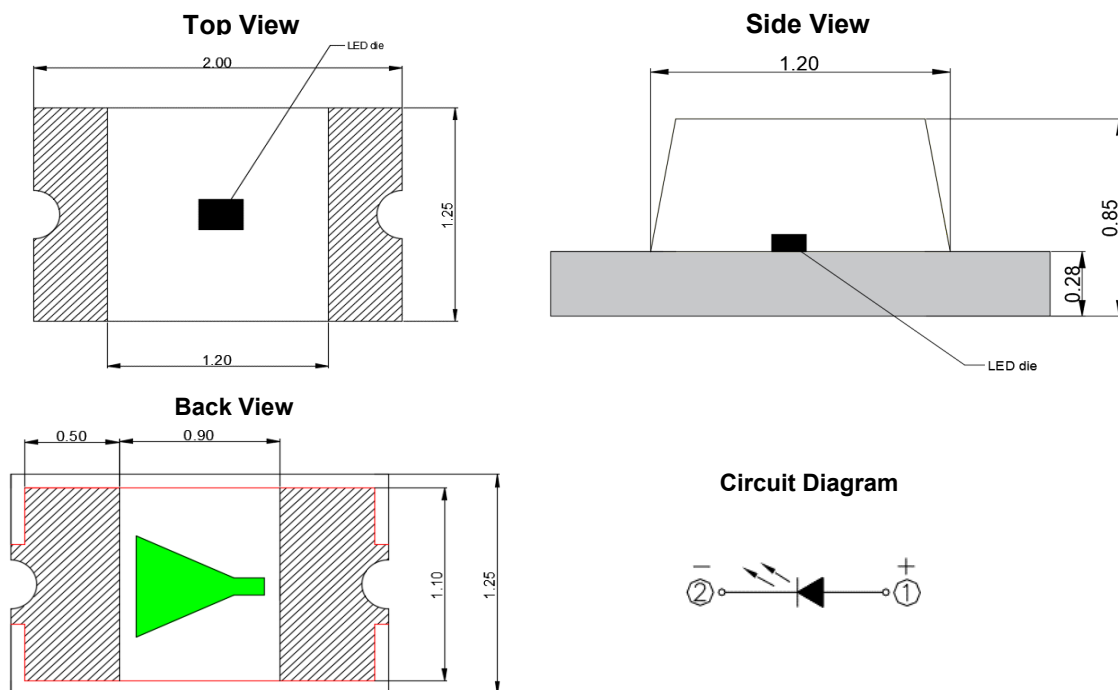 Top View
LED die
2.00
1.25
1.20
Side View
1.20
0.85
0.28
LED die
Back View
0.50
0.90
1.10
1.25
Circuit Diagram
− +
2 1